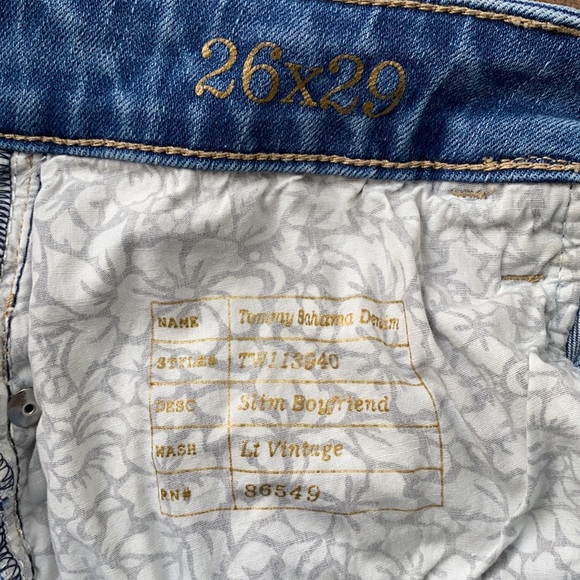 26x29
NAME Tommy Bahama Denim
STYLE# TW113540
DESC Slim Boyfriend
WASH Lt Vintage
RN# 86549